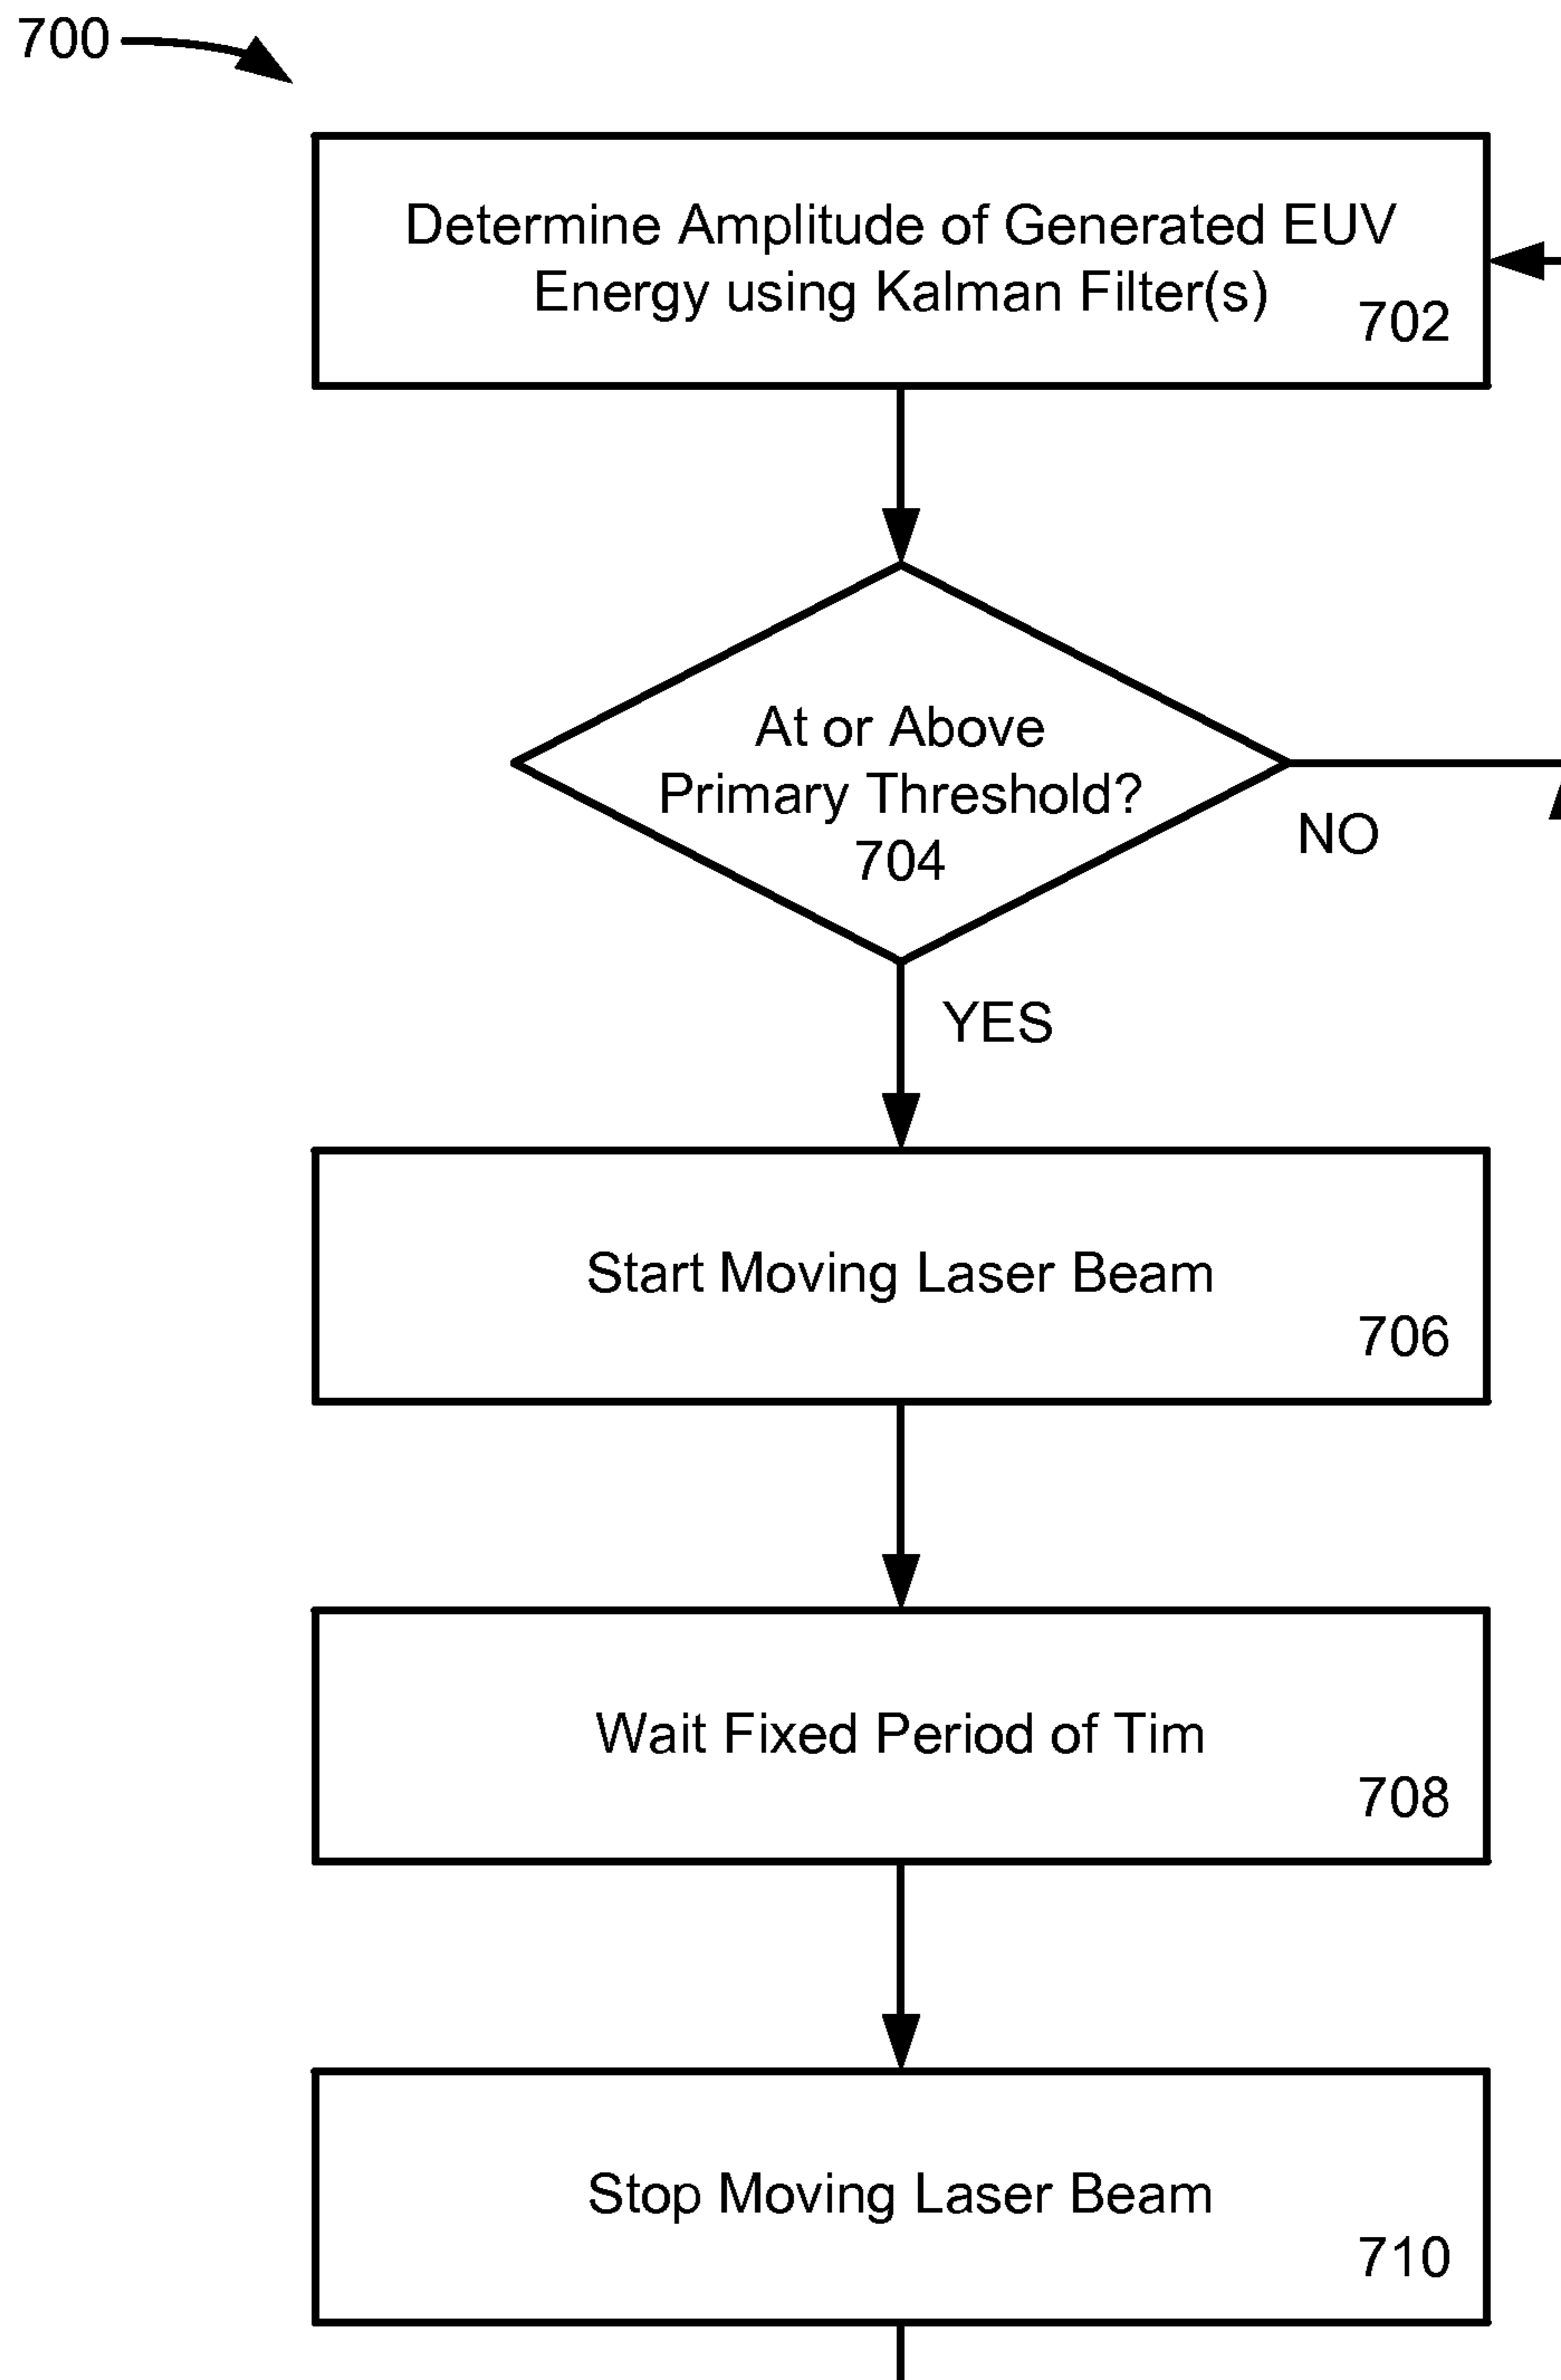 700
Determine Amplitude of Generated EUV
Energy using Kalman Filter(s)
702
At or Above
Primary Threshold?
704
NO
YES
Start Moving Laser Beam
706
Wait Fixed Period of Tim
708
Stop Moving Laser Beam
710